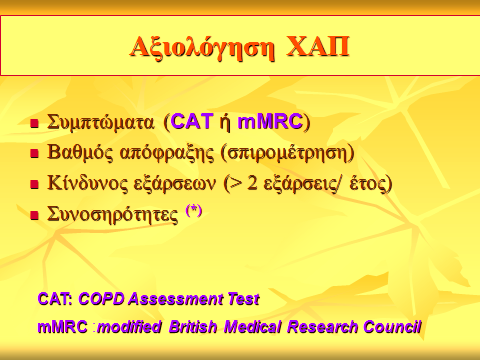 Αξιολόγηση ΧΑΠ
Συμπτώματα (CAT ή mMRC)
Βαθμός απόφραξης (σπιρομέτρηση)
Κίνδυνος εξάρσεων (> 2 εξάρσεις/ έτος)
Συνοσηρότητες (*)
CAT: COPD Assessment Test
mMRC :modified British Medical Research Council